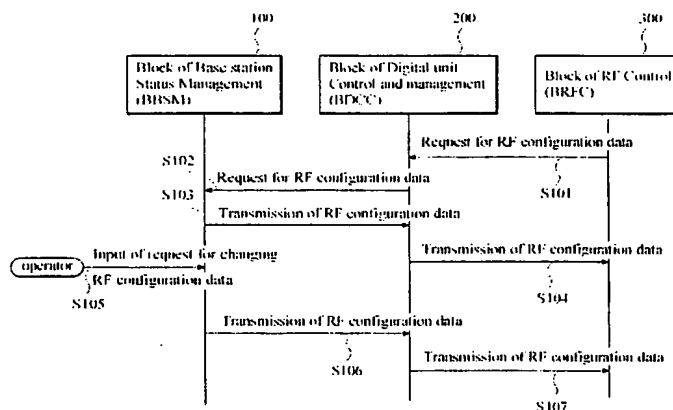 100
200
300
Block of Base station
Status Management
(BBSM)
Block of Digital unit
Control and management
(BDCC)
Block of RF Control
(BRFC)
Request for RF configuration data
S101
S102
Request for RF configuration data
S103
Transmission of RF configuration data
operator
Input of request for changing
RF configuration data
S105
Transmission of RF configuration data
S104
Transmission of RF configuration data
S106
Transmission of RF configuration data
S107